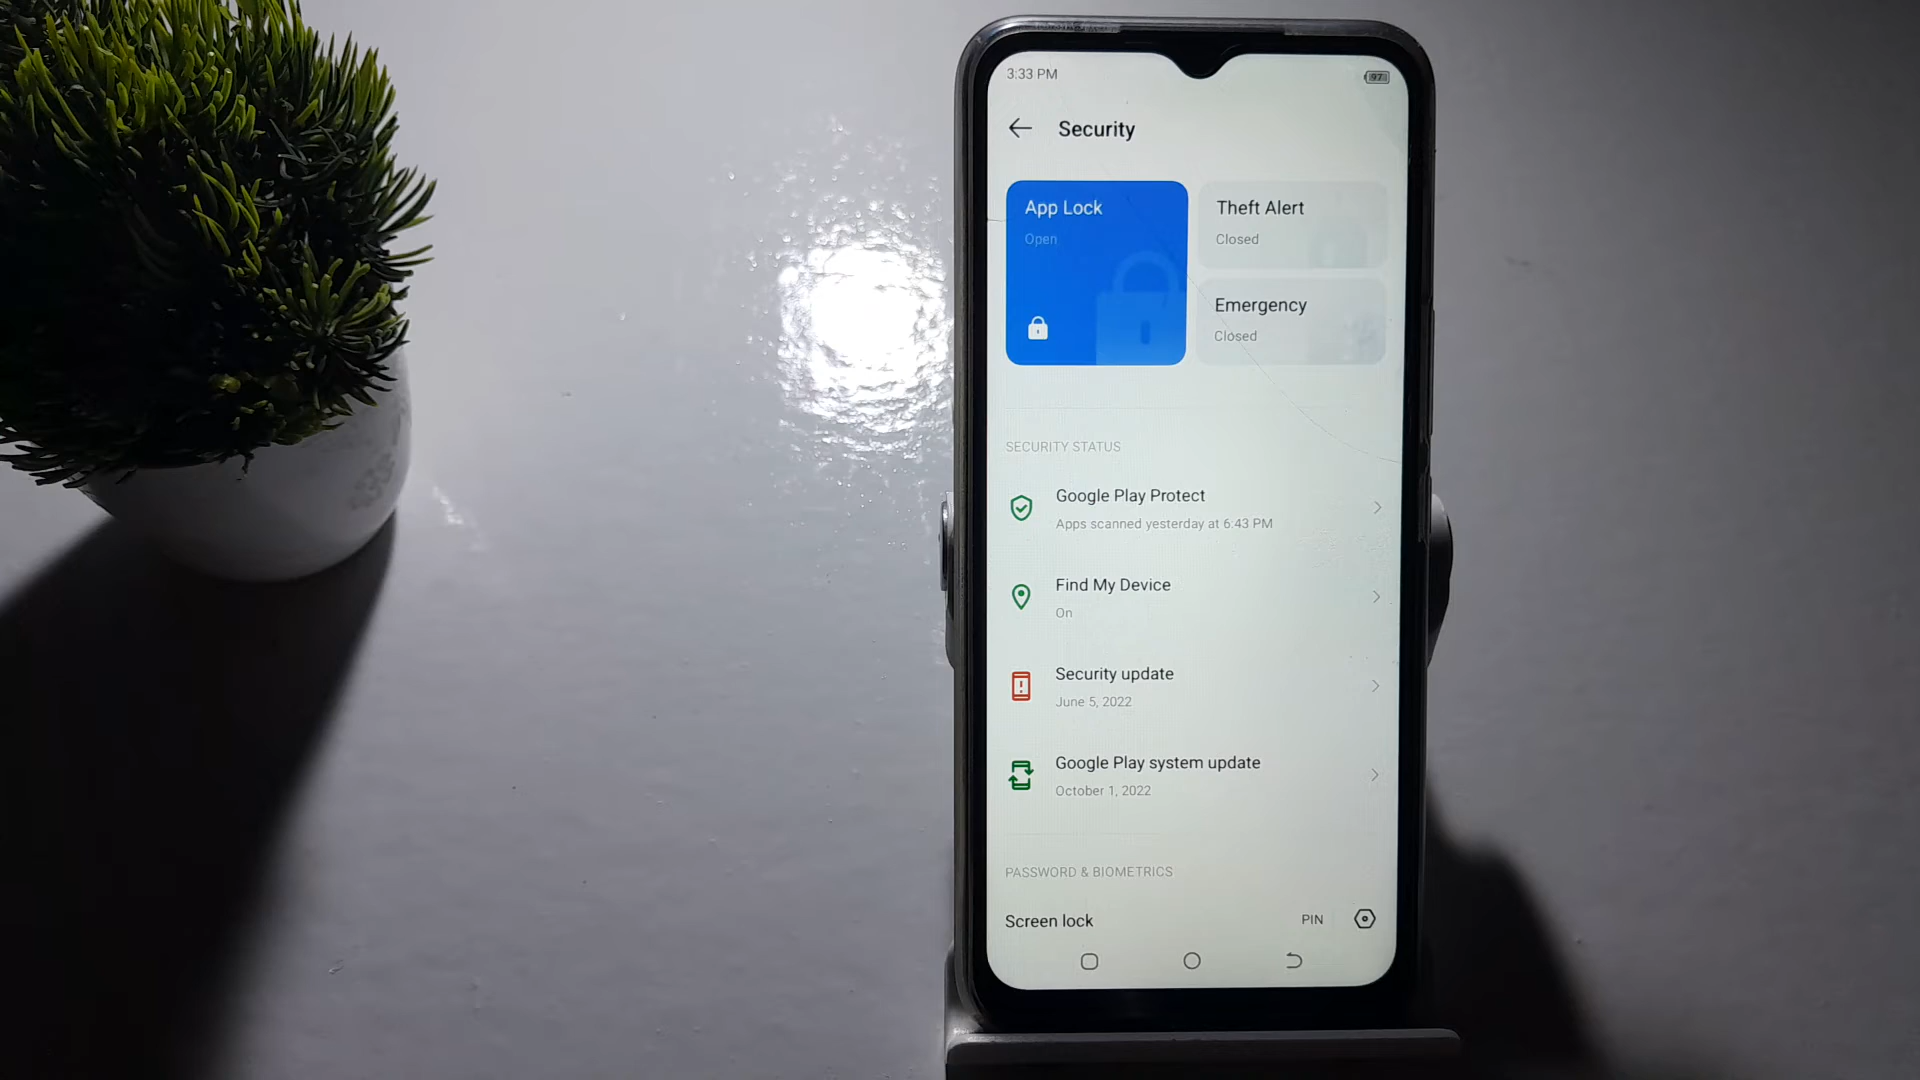 3:33 PM
97
Security
App Lock
Open
Theft Alert
Closed
Emergency
Closed
SECURITY STATUS
Google Play Protect
Apps scanned yesterday at 6:43 PM
Find My Device
On
Security update
June 5, 2022
Google Play system update
October 1, 2022
PASSWORD & BIOMETRICS
Screen lock
PIN